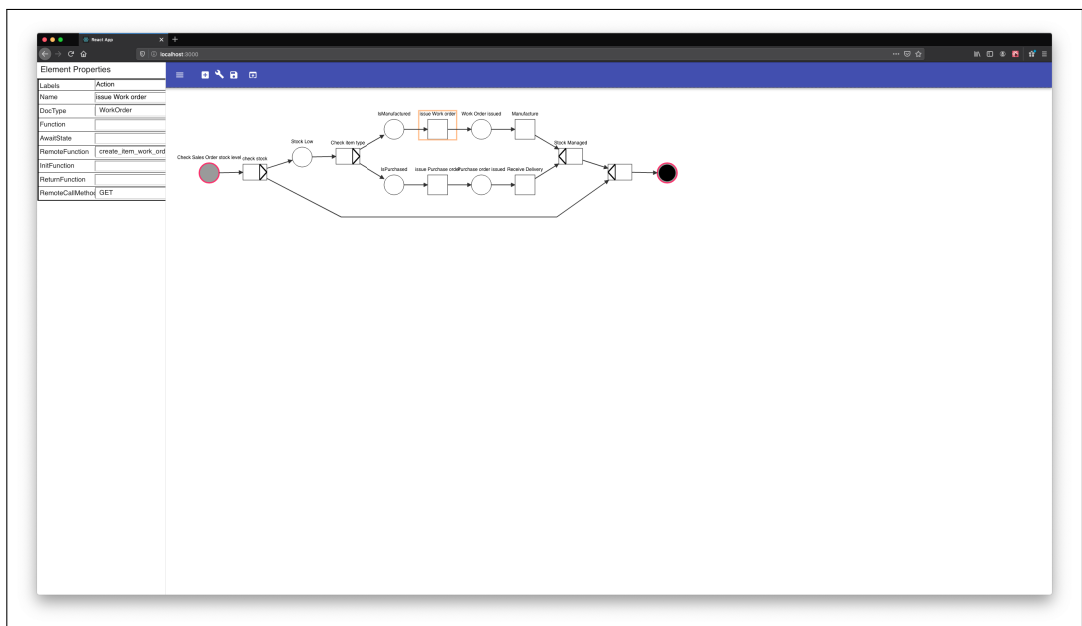 React App
localhost:3000
Element Properties
Labels Action
Name issue Work order
DocType WorkOrder
Function
AwaitState
RemoteFunction create_item_work_ord
InitFunction
ReturnFunction
RemoteCallMethod GET
IsManufactured issue Work order Work Order issued Manufacture
Stock Low Check item type Stock Managed
Check Sales Order stock level check stock
IsPurchased issue Purchase order Purchase order issued Receive Delivery